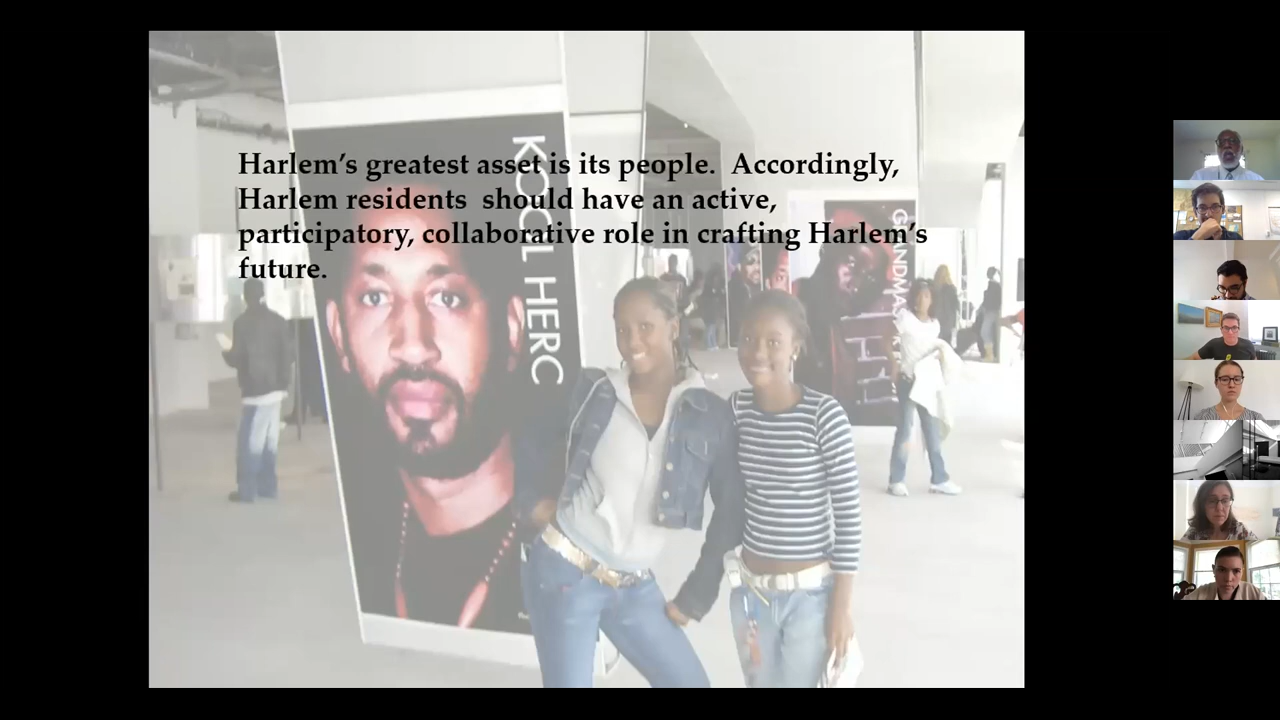 Harlem’s greatest asset is its people.  Accordingly,
Harlem residents  should have an active,
participatory, collaborative role in crafting Harlem’s
future.
KOOL HERC